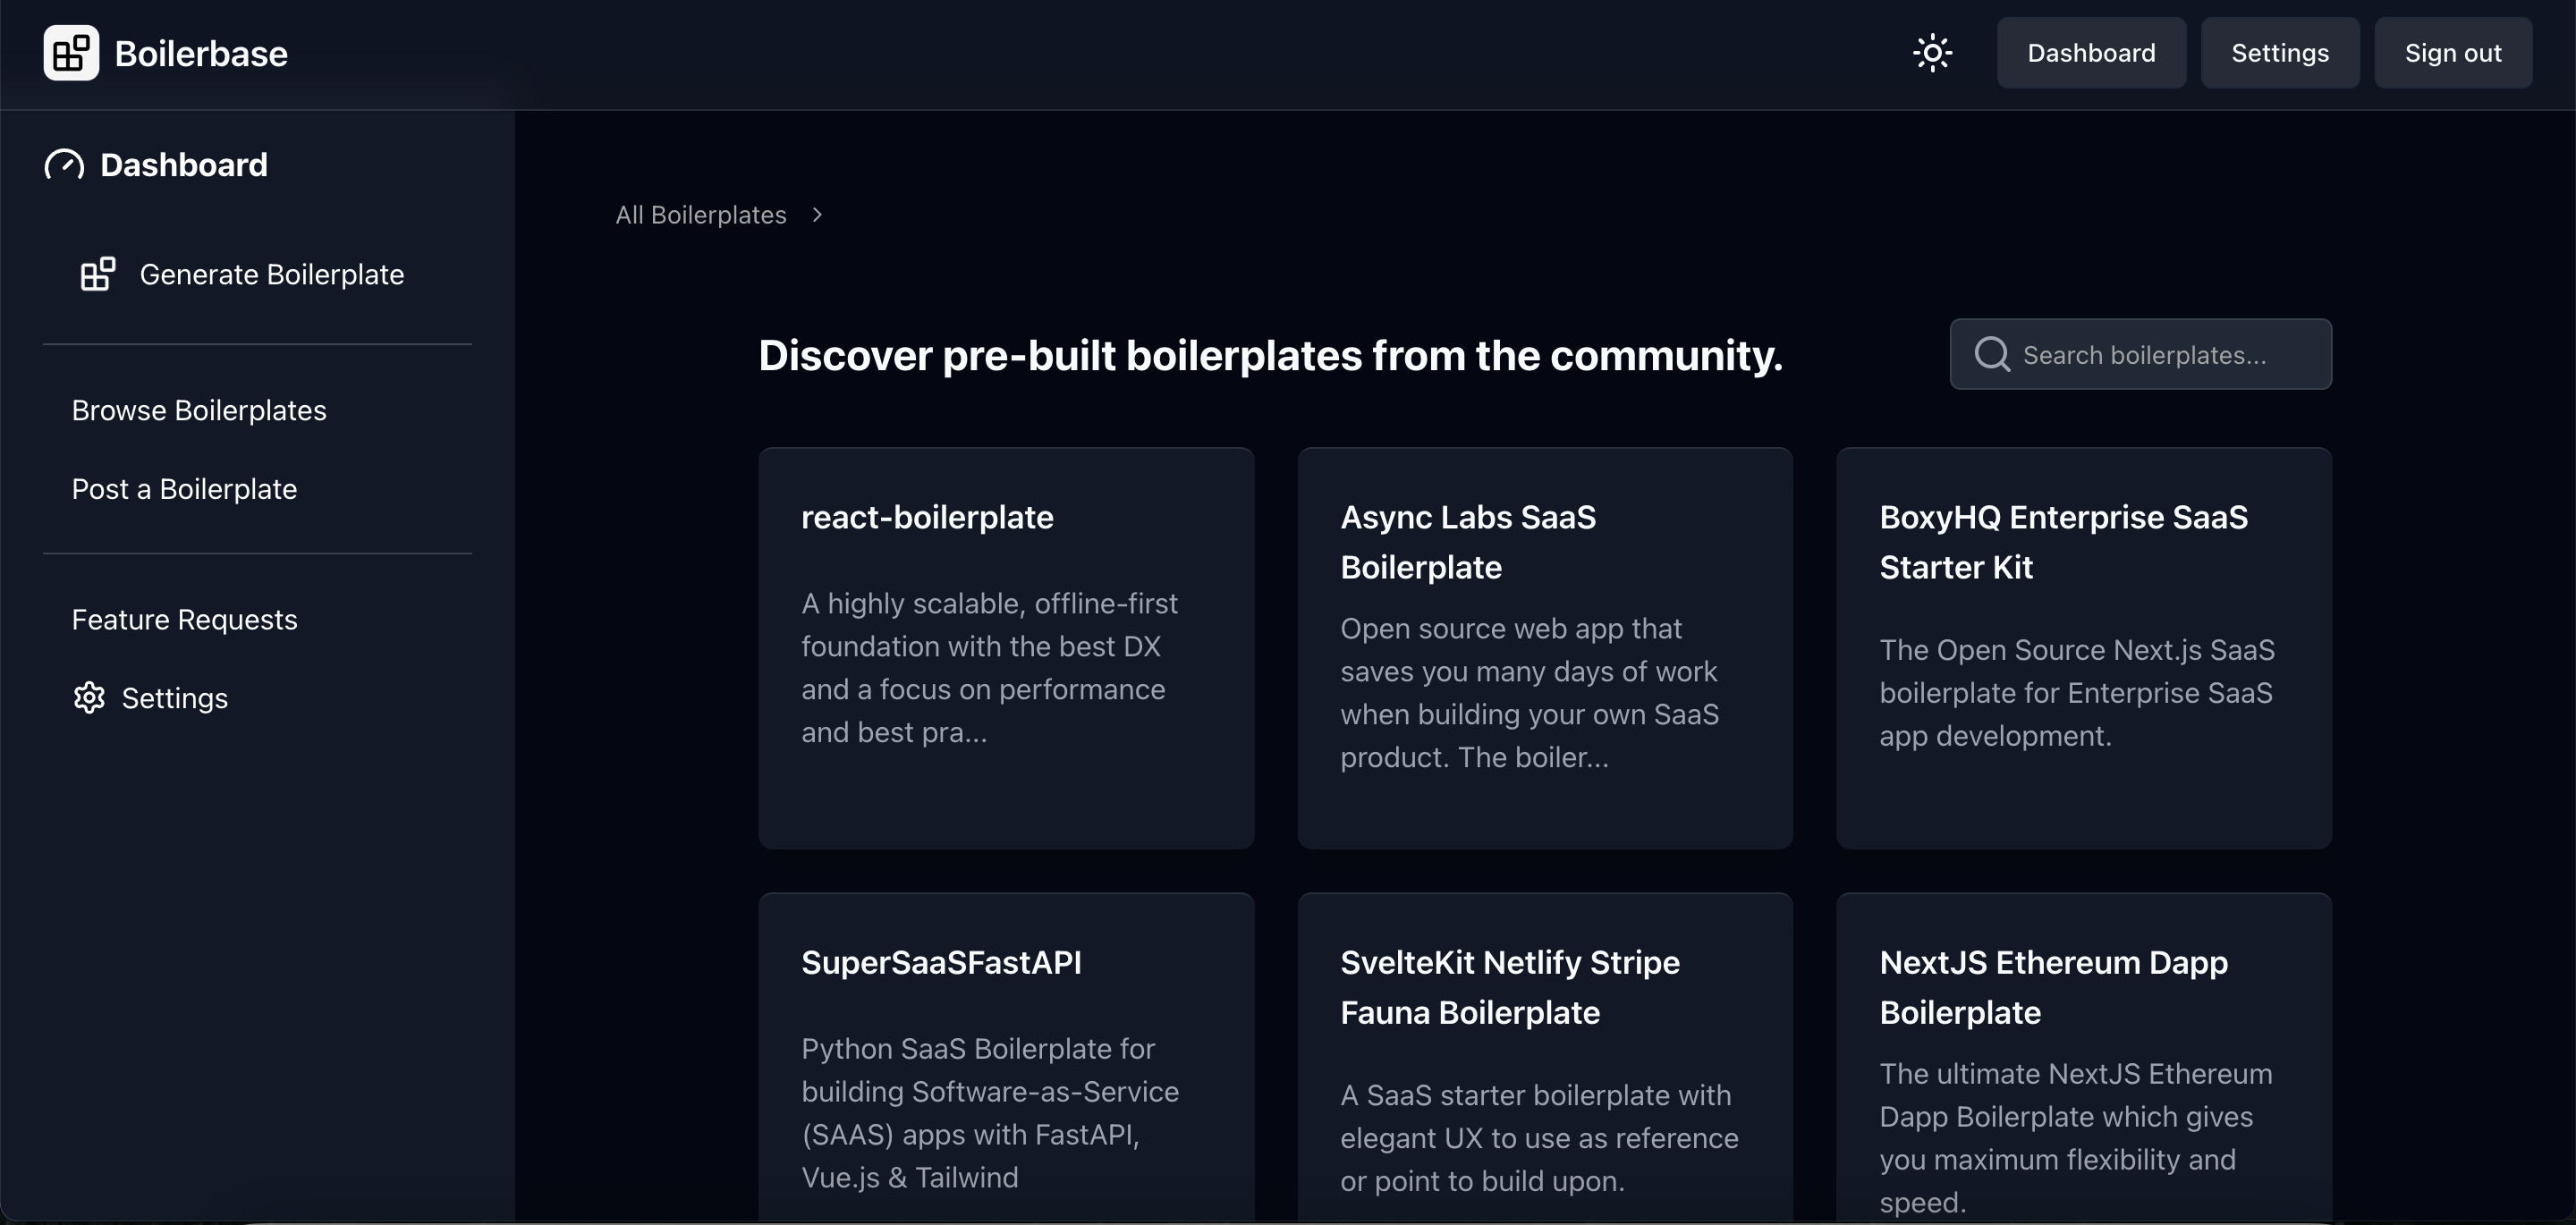 Boilerbase
Dashboard
Settings
Sign out
Dashboard
Generate Boilerplate
Browse Boilerplates
Post a Boilerplate
Feature Requests
Settings
All Boilerplates
Discover pre-built boilerplates from the community.
Search boilerplates...
react-boilerplate
A highly scalable, offline-first
foundation with the best DX
and a focus on performance
and best pra...
Async Labs SaaS
Boilerplate
Open source web app that
saves you many days of work
when building your own SaaS
product. The boiler...
BoxyHQ Enterprise SaaS
Starter Kit
The Open Source Next.js SaaS
boilerplate for Enterprise SaaS
app development.
SuperSaaSFastAPI
Python SaaS Boilerplate for
building Software-as-Service
(SAAS) apps with FastAPI,
Vue.js & Tailwind
SvelteKit Netlify Stripe
Fauna Boilerplate
A SaaS starter boilerplate with
elegant UX to use as reference
or point to build upon.
NextJS Ethereum Dapp
Boilerplate
The ultimate NextJS Ethereum
Dapp Boilerplate which gives
you maximum flexibility and
speed.